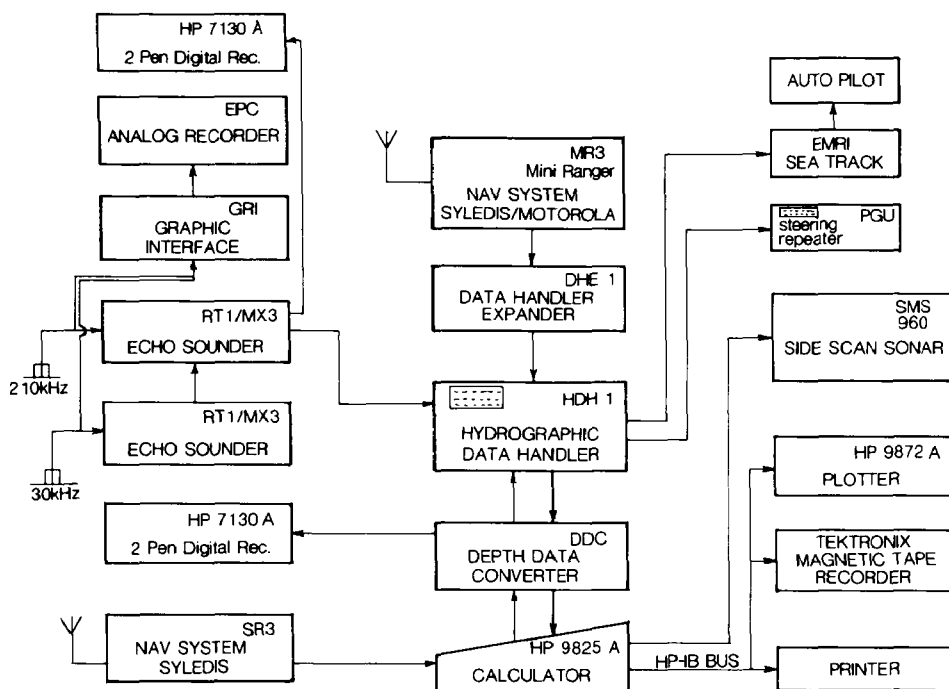 HP 7130 A
2 Pen Digital Rec.
EPC
ANALOG RECORDER
GRI
GRAPHIC
INTERFACE
RT1/MX3
ECHO SOUNDER
210kHz
RT1/MX3
ECHO SOUNDER
30kHz
HP 7130 A
2 Pen Digital Rec.
SR3
NAV SYSTEM
SYLEDIS
MR3
Mini Ranger
NAV SYSTEM
SYLEDIS/MOTOROLA
DHE 1
DATA HANDLER
EXPANDER
HDH 1
HYDROGRAPHIC
DATA HANDLER
DDC
DEPTH DATA
CONVERTER
HP 9825 A
CALCULATOR
HP-IB BUS
AUTO PILOT
EMRI
SEA TRACK
PGU
steering
repeater
SMS
960
SIDE SCAN SONAR
HP 9872 A
PLOTTER
TEKTRONIX
MAGNETIC TAPE
RECORDER
PRINTER